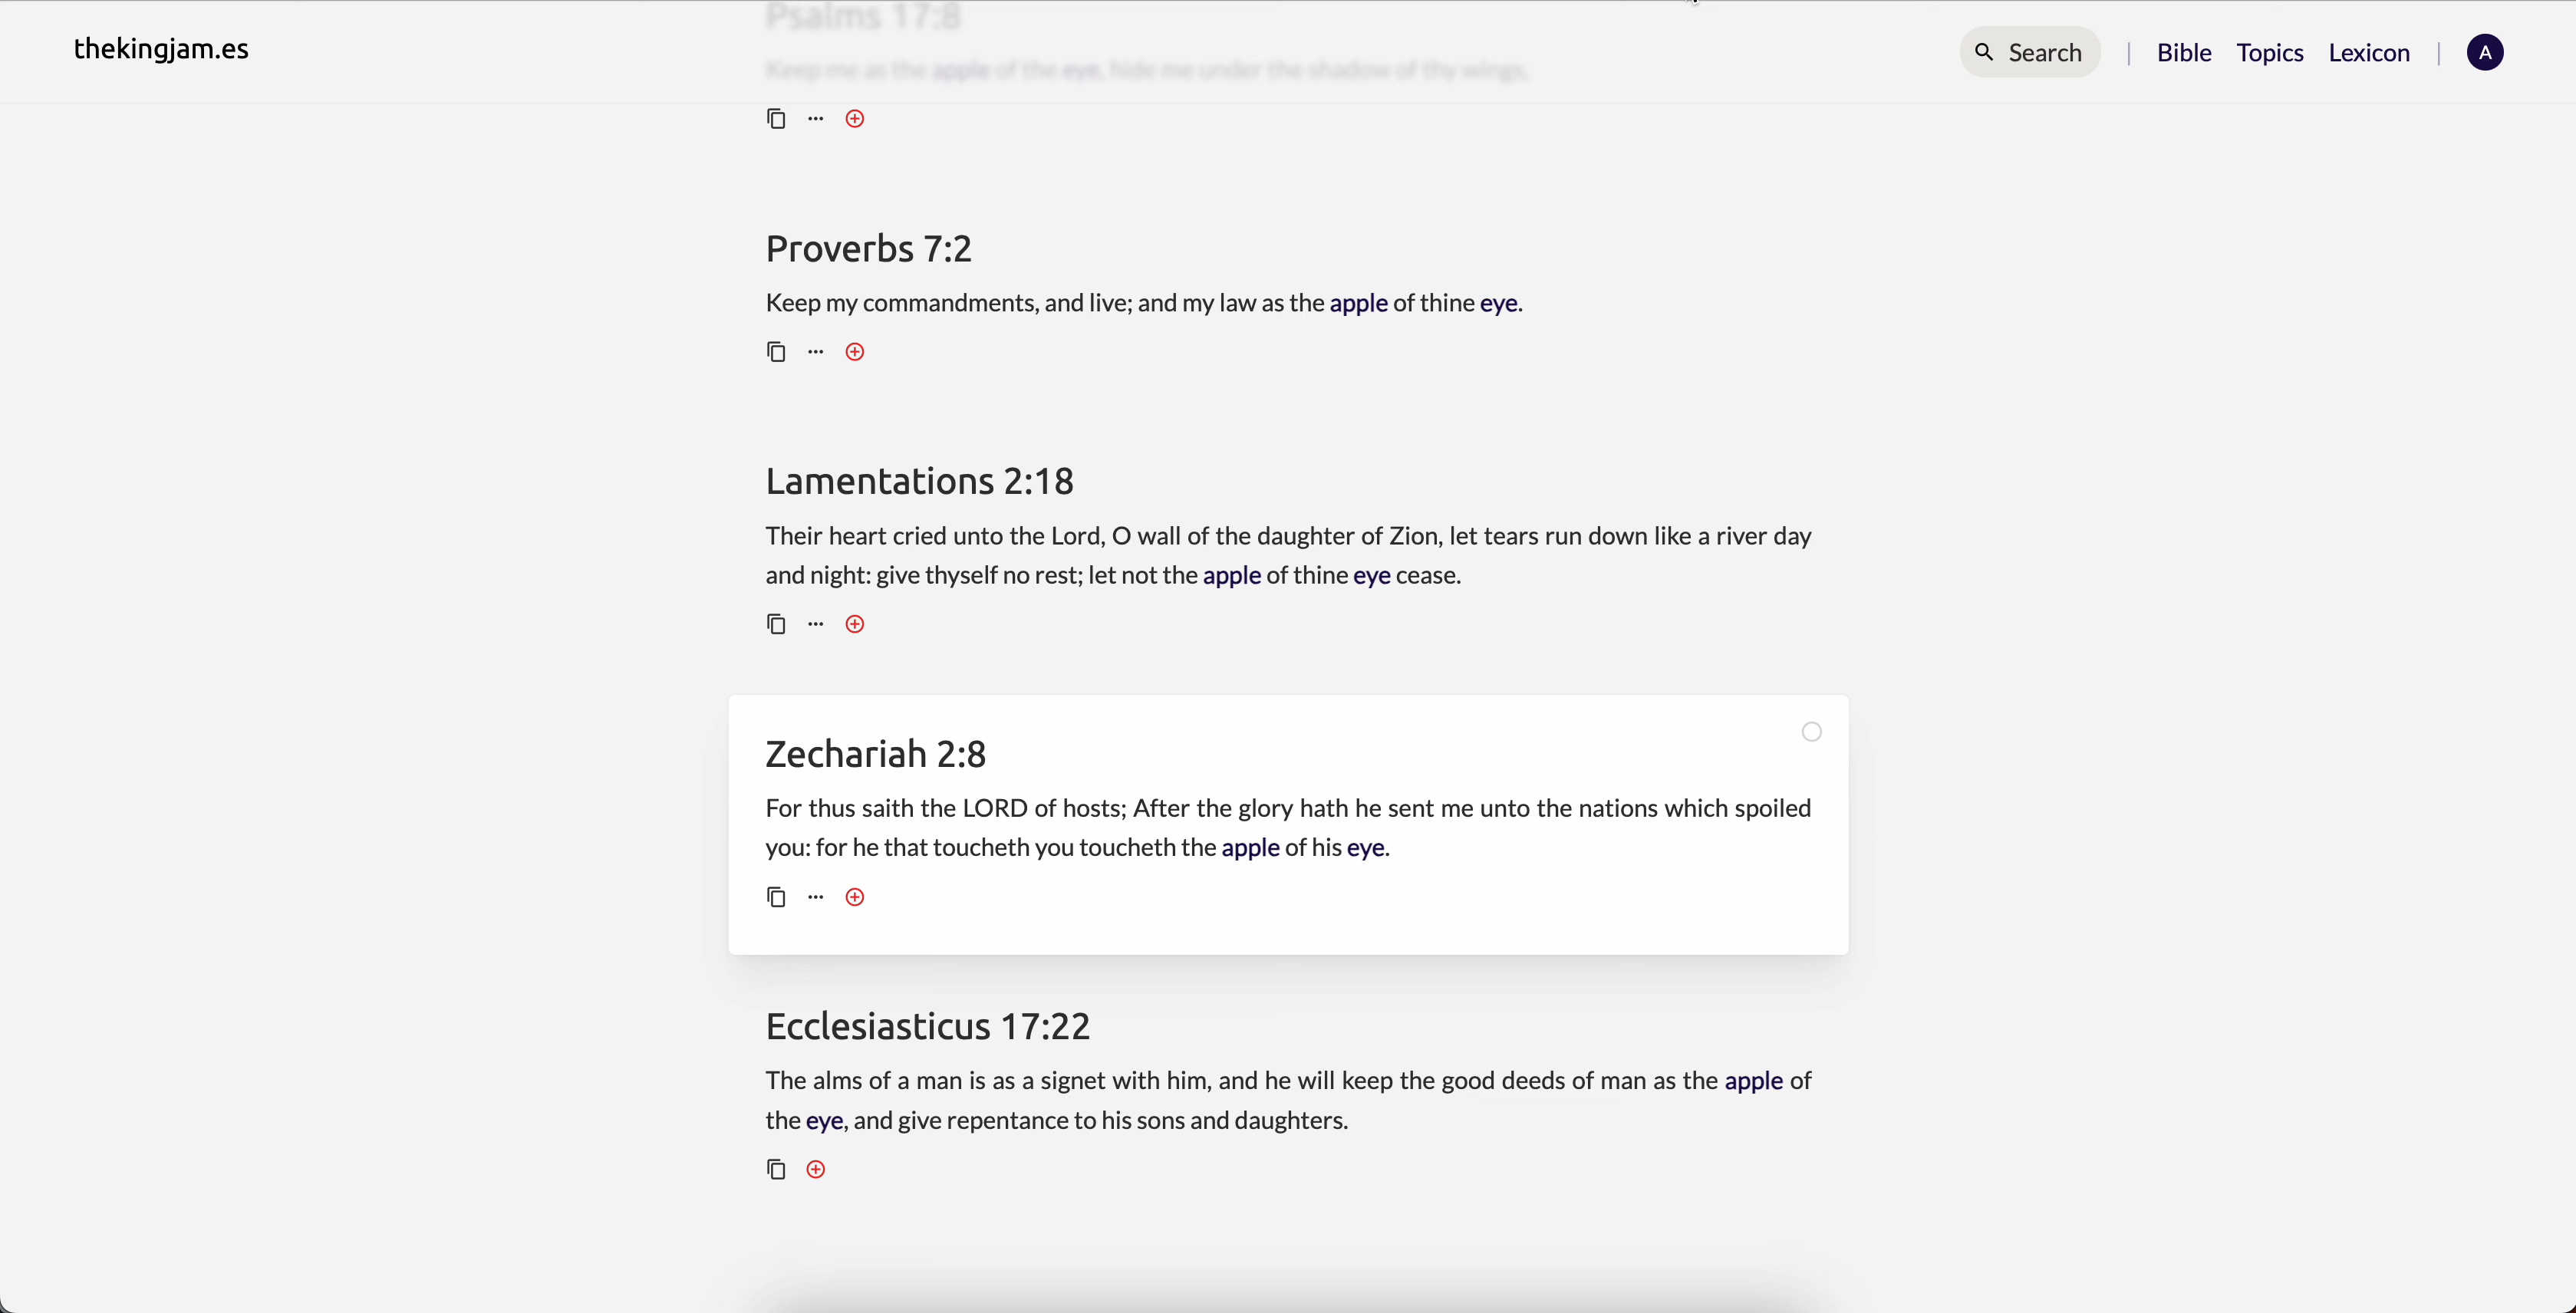 Psalms 17:8
thekingjam.es
Search | Bible Topics Lexicon | A
Keep me as the apple of the eye, hide me under the shadow of thy wings,
Proverbs 7:2
Keep my commandments, and live; and my law as the apple of thine eye.
Lamentations 2:18
Their heart cried unto the Lord, O wall of the daughter of Zion, let tears run down like a river day
and night: give thyself no rest; let not the apple of thine eye cease.
Zechariah 2:8
For thus saith the LORD of hosts; After the glory hath he sent me unto the nations which spoiled
you: for he that toucheth you toucheth the apple of his eye.
Ecclesiasticus 17:22
The alms of a man is as a signet with him, and he will keep the good deeds of man as the apple of
the eye, and give repentance to his sons and daughters.